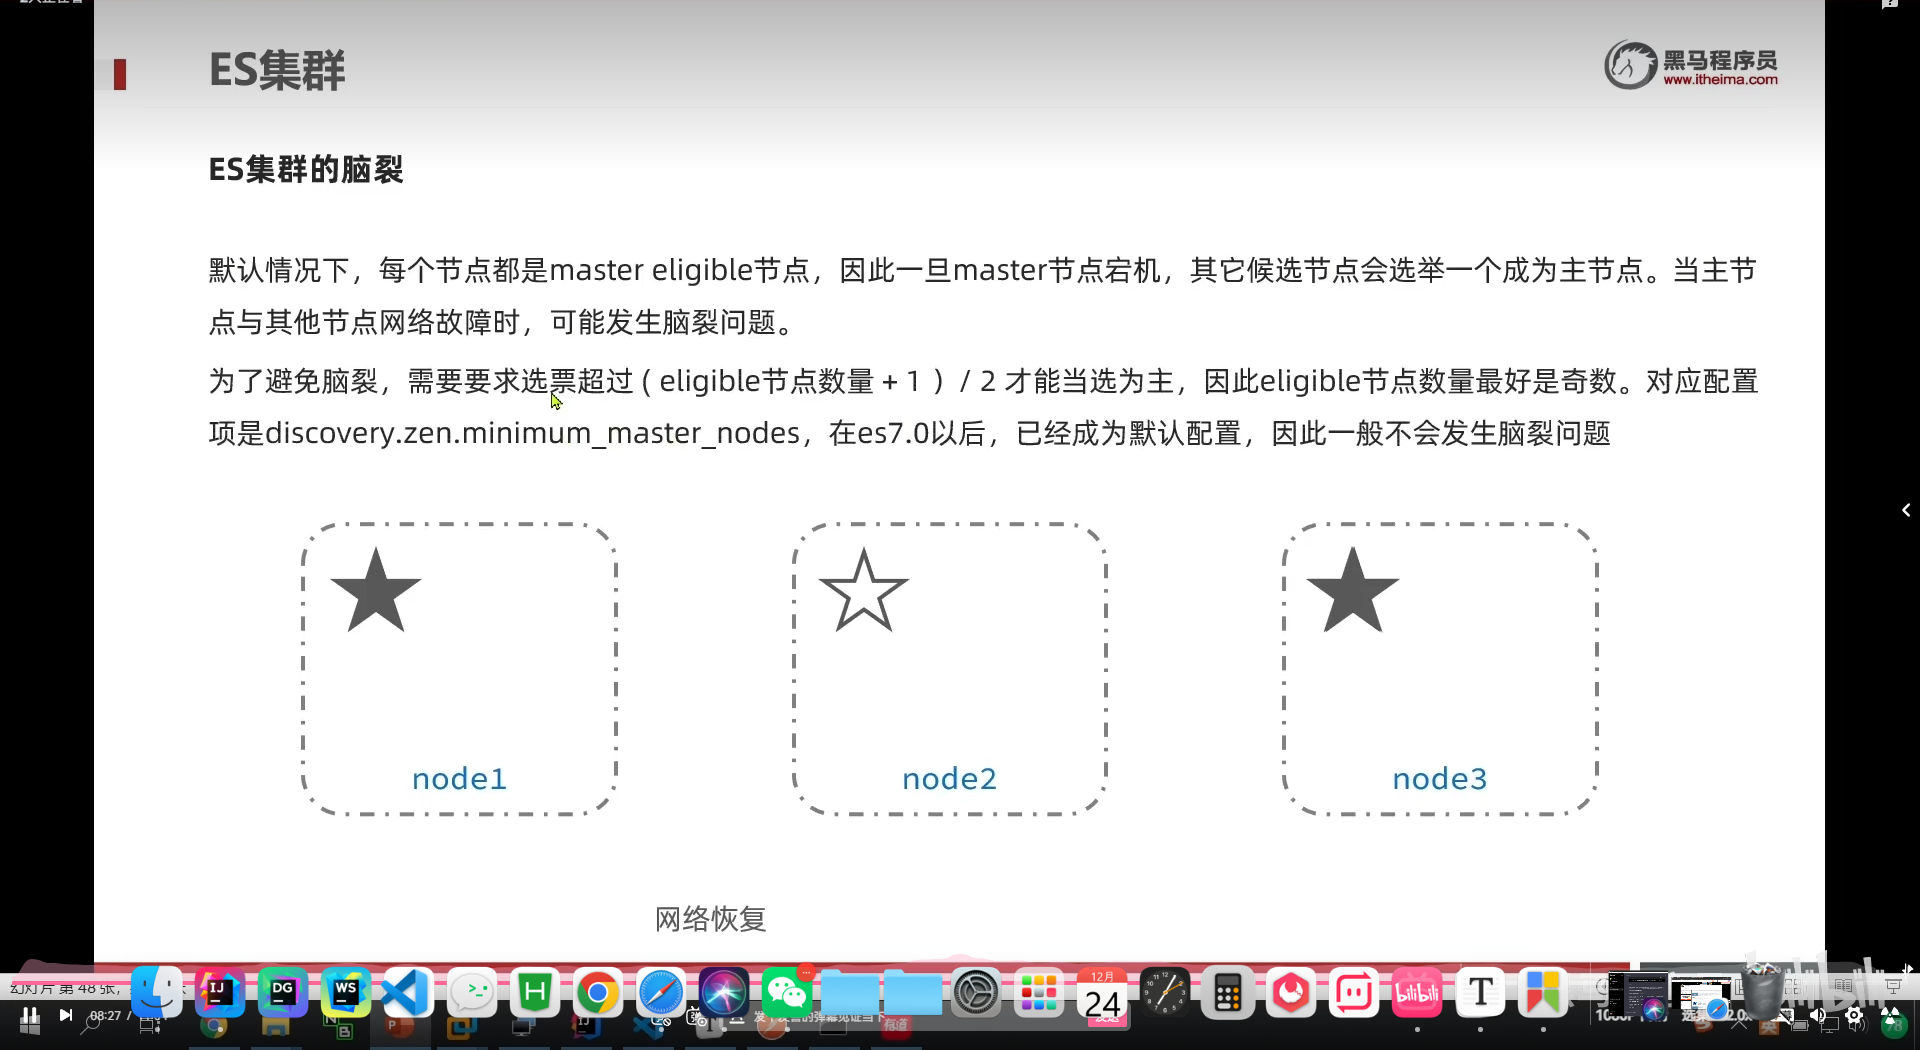 ES集群
黑马程序员
www.itheima.com
ES集群的脑裂
默认情况下，每个节点都是master eligible节点，因此一旦master节点宕机，其它候选节点会选举一个成为主节点。当主节
点与其他节点网络故障时，可能发生脑裂问题。
为了避免脑裂，需要要求选票超过 ( eligible节点数量 + 1 ）/ 2 才能当选为主，因此eligible节点数量最好是奇数。对应配置
项是discovery.zen.minimum_master_nodes，在es7.0以后，已经成为默认配置，因此一般不会发生脑裂问题
node1
node2
node3
网络恢复
IJ
DG
WS
12月
24
bilibili
T
幻灯片 第 48 张，
08:27 /